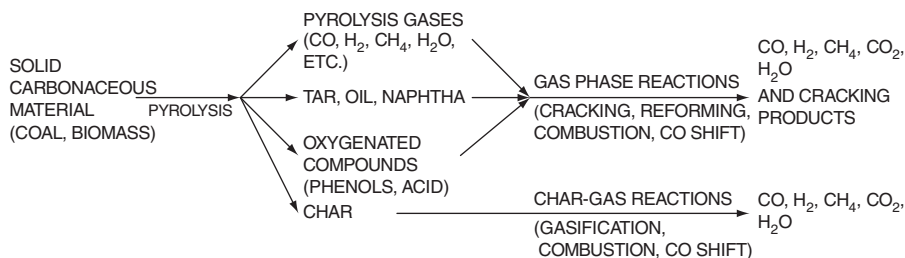 SOLID
CARBONACEOUS
MATERIAL
(COAL, BIOMASS)
PYROLYSIS
PYROLYSIS GASES
(CO, H₂, CH₄, H₂O,
ETC.)
TAR, OIL, NAPHTHA
OXYGENATED
COMPOUNDS
(PHENOLS, ACID)
CHAR
GAS PHASE REACTIONS
(CRACKING, REFORMING,
COMBUSTION, CO SHIFT)
CO, H₂, CH₄, CO₂,
H₂O
AND CRACKING
PRODUCTS
CHAR-GAS REACTIONS
(GASIFICATION,
COMBUSTION, CO SHIFT)
CO, H₂, CH₄, CO₂,
H₂O